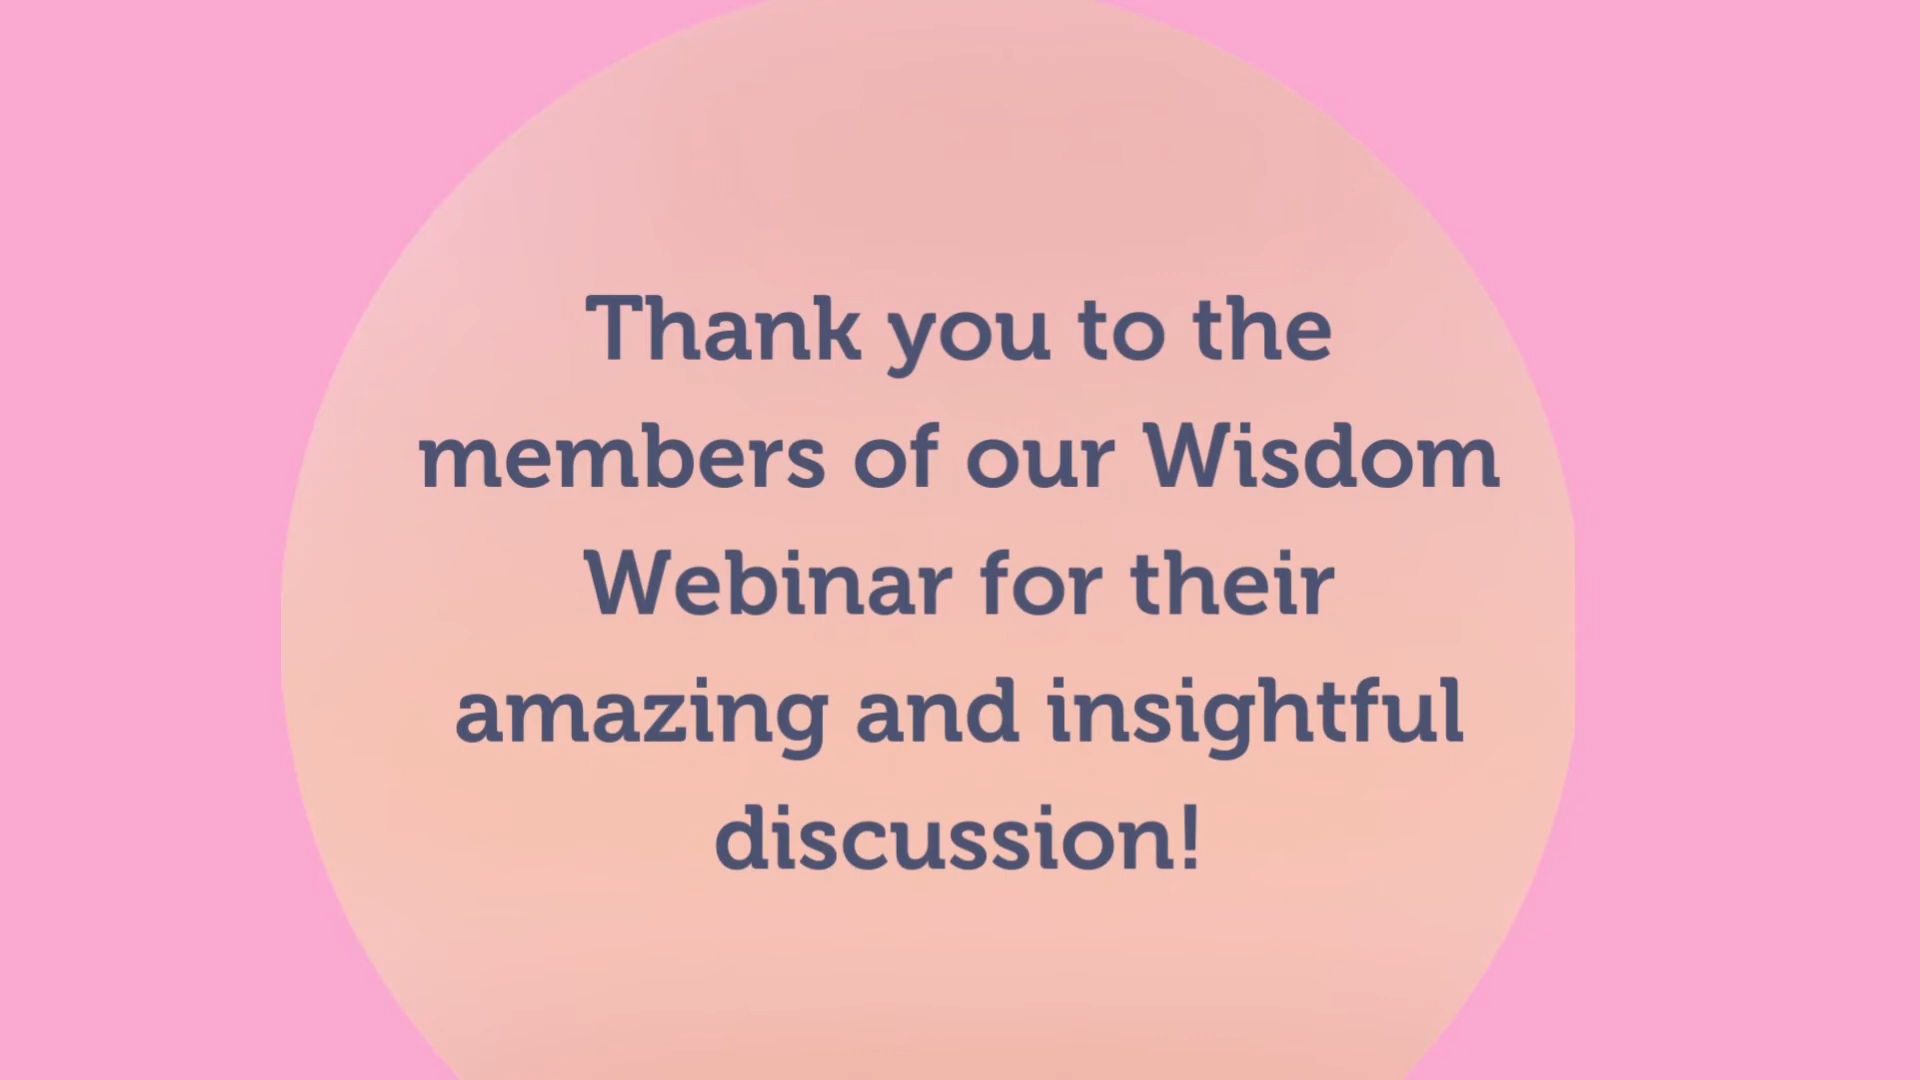 Thank you to the
members of our Wisdom
Webinar for their
amazing and insightful
discussion!